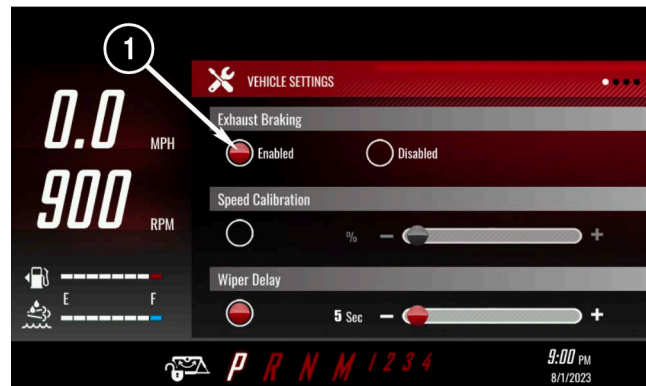 1
VEHICLE SETTINGS
0.0 MPH
900 RPM
E F
Exhaust Braking
Enabled Disabled
Speed Calibration
% − +
Wiper Delay
5 Sec − +
P R N M 1 2 3 4
9:00 PM
8/1/2023